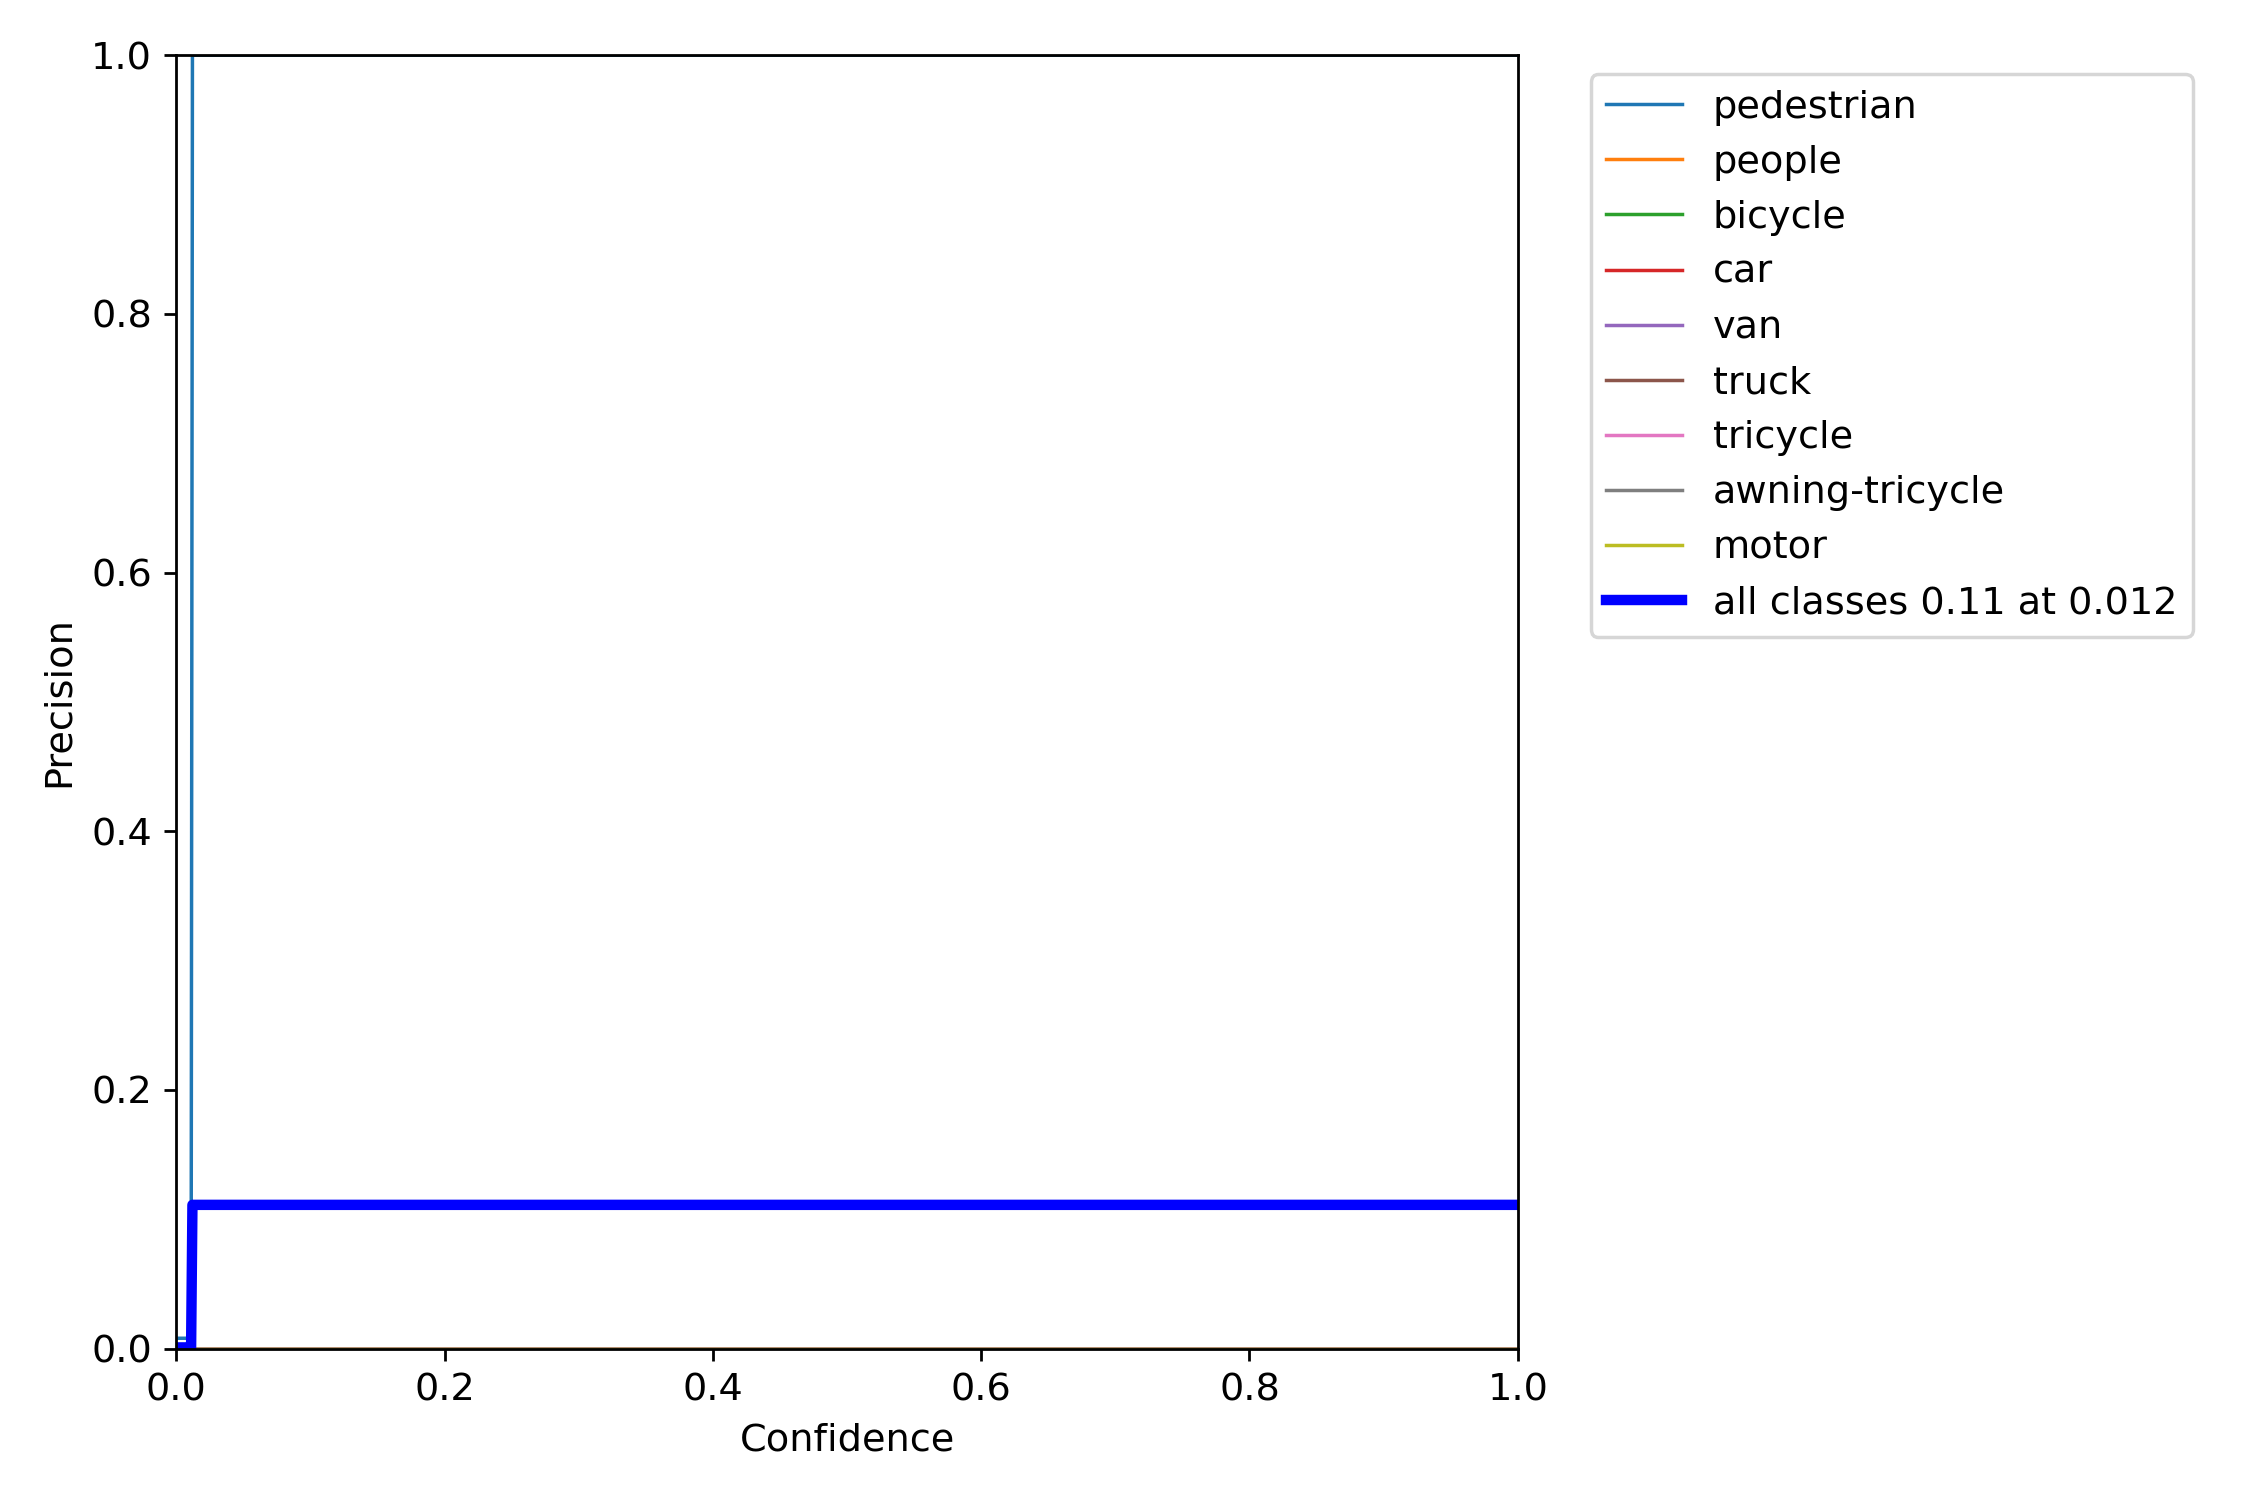 1.0
0.8
0.6
0.4
0.2
0.0
Precision
0.0 0.2 0.4 0.6 0.8 1.0
Confidence
pedestrian
people
bicycle
car
van
truck
tricycle
awning-tricycle
motor
all classes 0.11 at 0.012